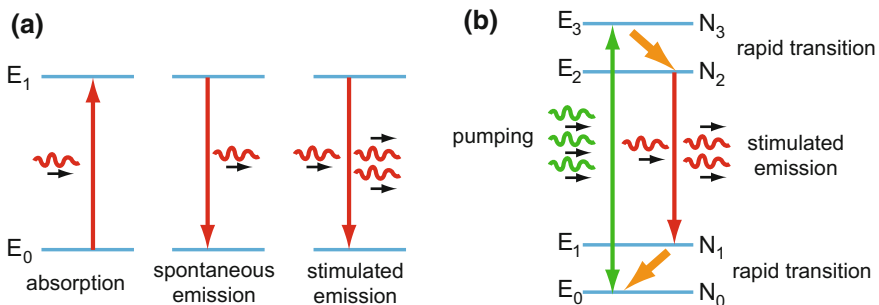 (a)
E₁
E₀
absorption
spontaneous
emission
stimulated
emission
(b)
E₃
N₃
rapid transition
E₂
N₂
pumping
stimulated
emission
E₁
N₁
rapid transition
E₀
N₀